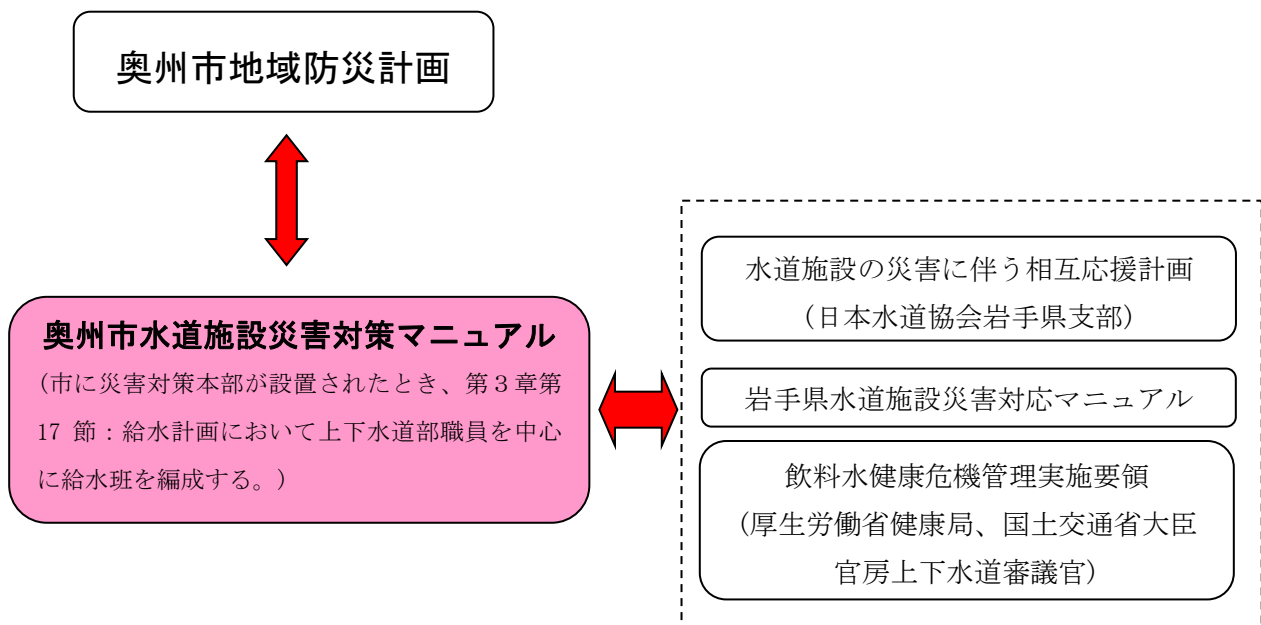 奥州市地域防災計画
奥州市水道施設災害対策マニュアル
(市に災害対策本部が設置されたとき、第３章第
17 節：給水計画において上下水道部職員を中心
に給水班を編成する。)
水道施設の災害に伴う相互応援計画
(日本水道協会岩手県支部)
岩手県水道施設災害対応マニュアル
飲料水健康危機管理実施要領
(厚生労働省健康局、国土交通省大臣
官房上下水道審議官)